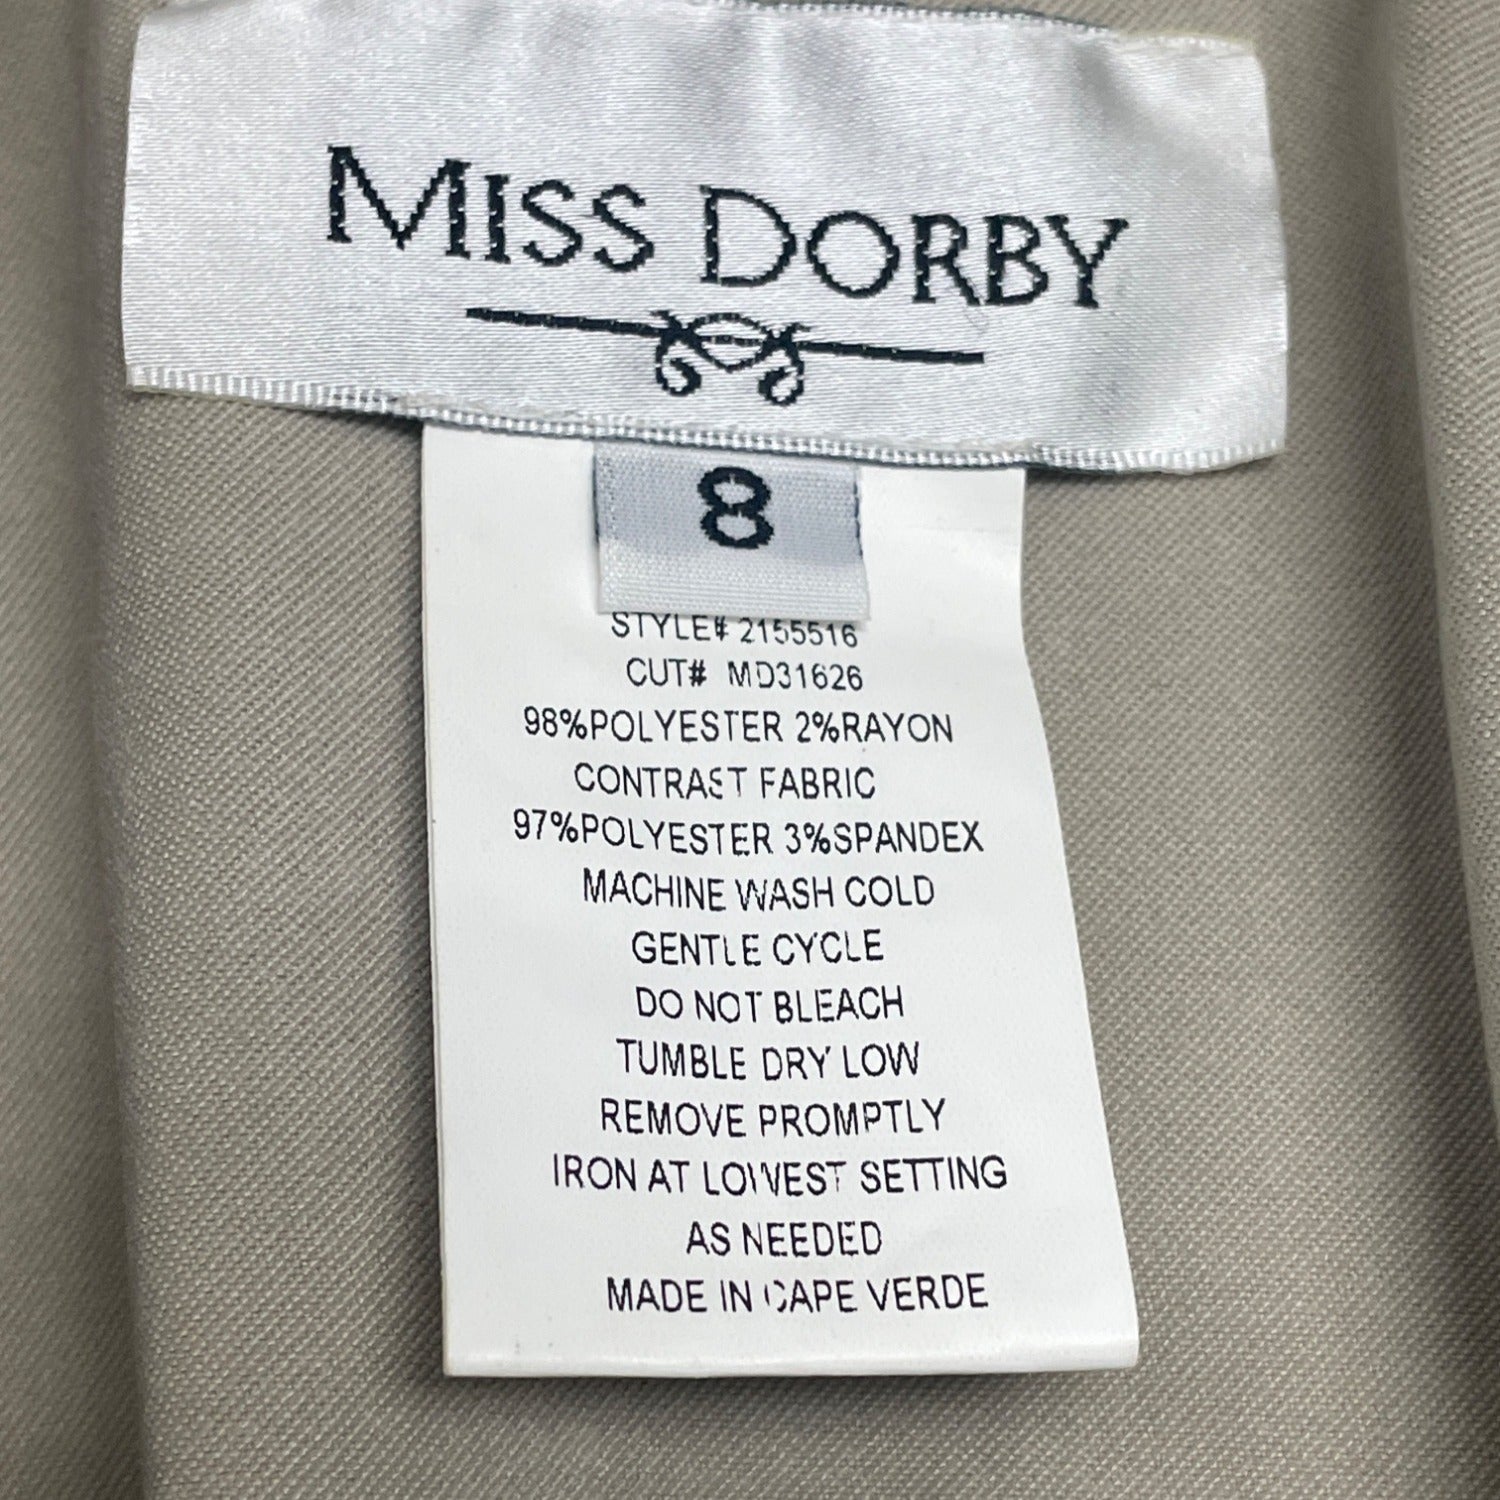 MISS DORBY
8
STYLE# 2155516
CUT# MD31626
98%POLYESTER 2%RAYON
CONTRAST FABRIC
97%POLYESTER 3%SPANDEX
MACHINE WASH COLD
GENTLE CYCLE
DO NOT BLEACH
TUMBLE DRY LOW
REMOVE PROMPTLY
IRON AT LOWEST SETTING
AS NEEDED
MADE IN CAPE VERDE